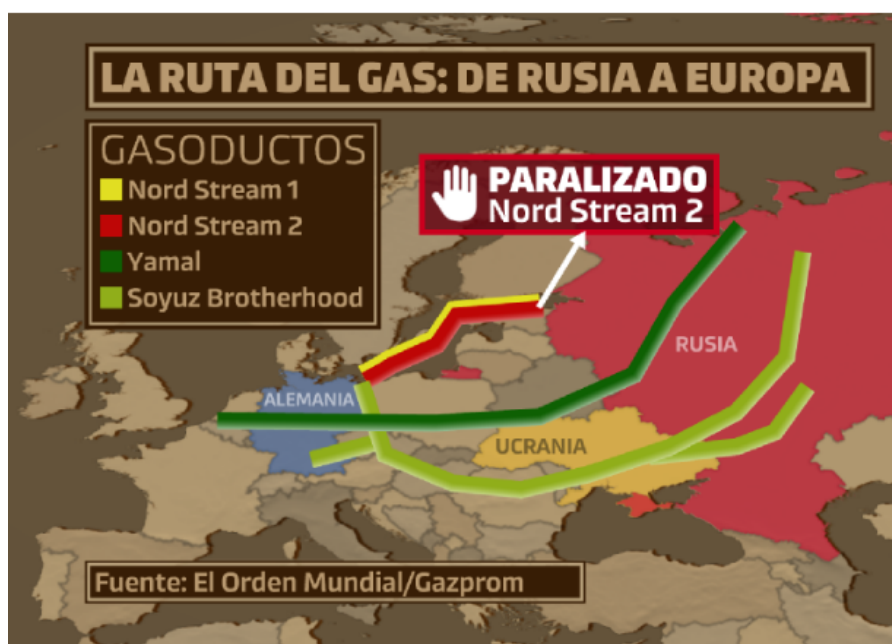 LA RUTA DEL GAS: DE RUSIA A EUROPA
GASODUCTOS
Nord Stream 1
Nord Stream 2
Yamal
Soyuz Brotherhood
PARALIZADO
Nord Stream 2
RUSIA
ALEMANIA
UCRANIA
Fuente: El Orden Mundial/Gazprom